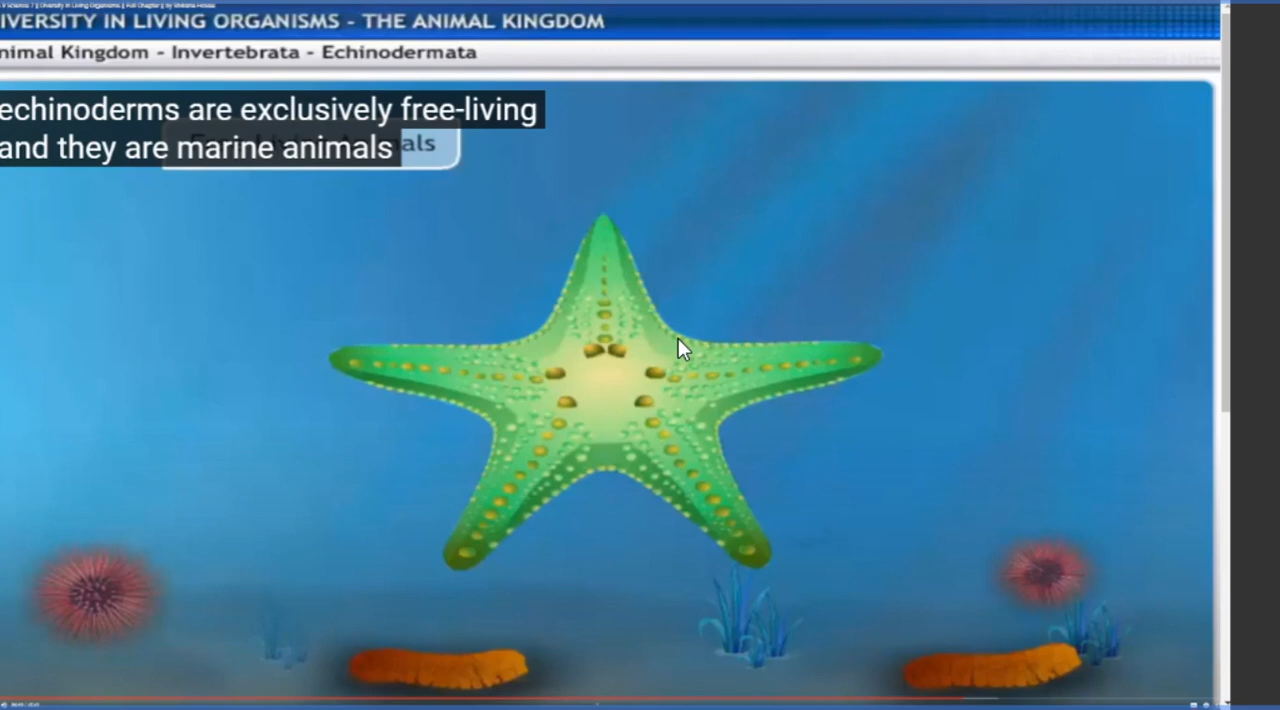 IVERSITY IN LIVING ORGANISMS - THE ANIMAL KINGDOM
nimal Kingdom - Invertebrata - Echinodermata
echinoderms are exclusively free-living
and they are marine animals
als